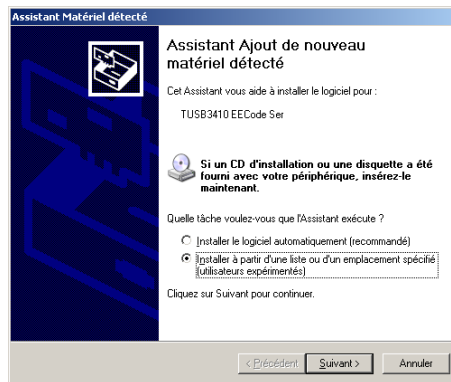 Assistant Matériel détecté
Assistant Ajout de nouveau
matériel détecté
Cet Assistant vous aide à installer le logiciel pour :
TUSB3410 EECode Ser
Si un CD d'installation ou une disquette a été
fourni avec votre périphérique, insérez-le
maintenant.
Quelle tâche voulez-vous que l'Assistant exécute ?
Installer le logiciel automatiquement (recommandé)
Installer à partir d'une liste ou d'un emplacement spécifié
(utilisateurs expérimentés)
Cliquez sur Suivant pour continuer.
< Précédent Suivant > Annuler